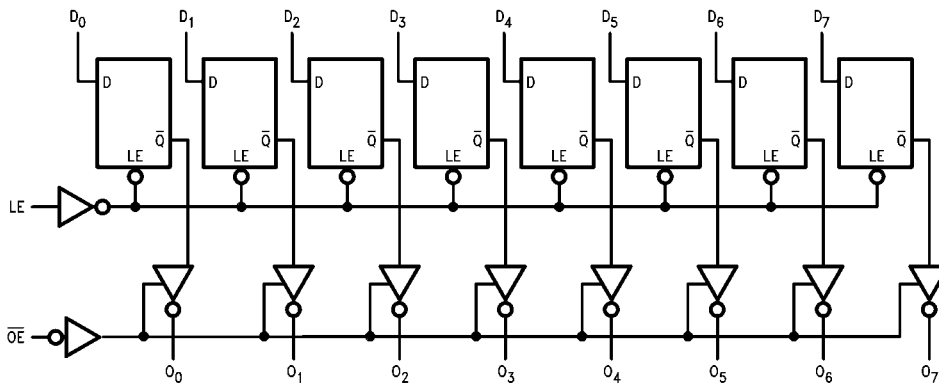 D₀ D₁ D₂ D₃ D₄ D₅ D₆ D₇
D D D D D D D D
Q̅ Q̅ Q̅ Q̅ Q̅ Q̅ Q̅ Q̅
LE LE LE LE LE LE LE LE
LE
O̅E̅
O₀ O₁ O₂ O₃ O₄ O₅ O₆ O₇